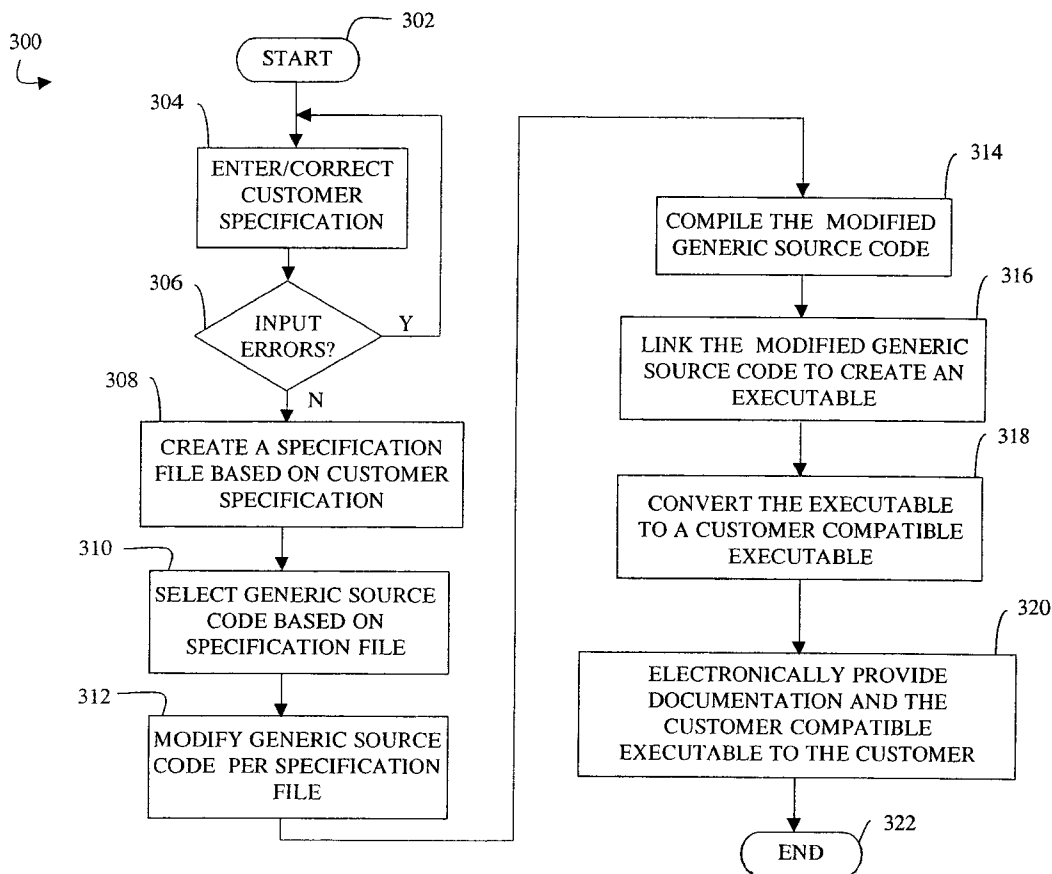 300
302
START
304
ENTER/CORRECT
CUSTOMER
SPECIFICATION
306
INPUT
ERRORS?
Y
N
308
CREATE A SPECIFICATION
FILE BASED ON CUSTOMER
SPECIFICATION
310
SELECT GENERIC SOURCE
CODE BASED ON
SPECIFICATION FILE
312
MODIFY GENERIC SOURCE
CODE PER SPECIFICATION
FILE
314
COMPILE THE MODIFIED
GENERIC SOURCE CODE
316
LINK THE MODIFIED GENERIC
SOURCE CODE TO CREATE AN
EXECUTABLE
318
CONVERT THE EXECUTABLE
TO A CUSTOMER COMPATIBLE
EXECUTABLE
320
ELECTRONICALLY PROVIDE
DOCUMENTATION AND THE
CUSTOMER COMPATIBLE
EXECUTABLE TO THE CUSTOMER
322
END